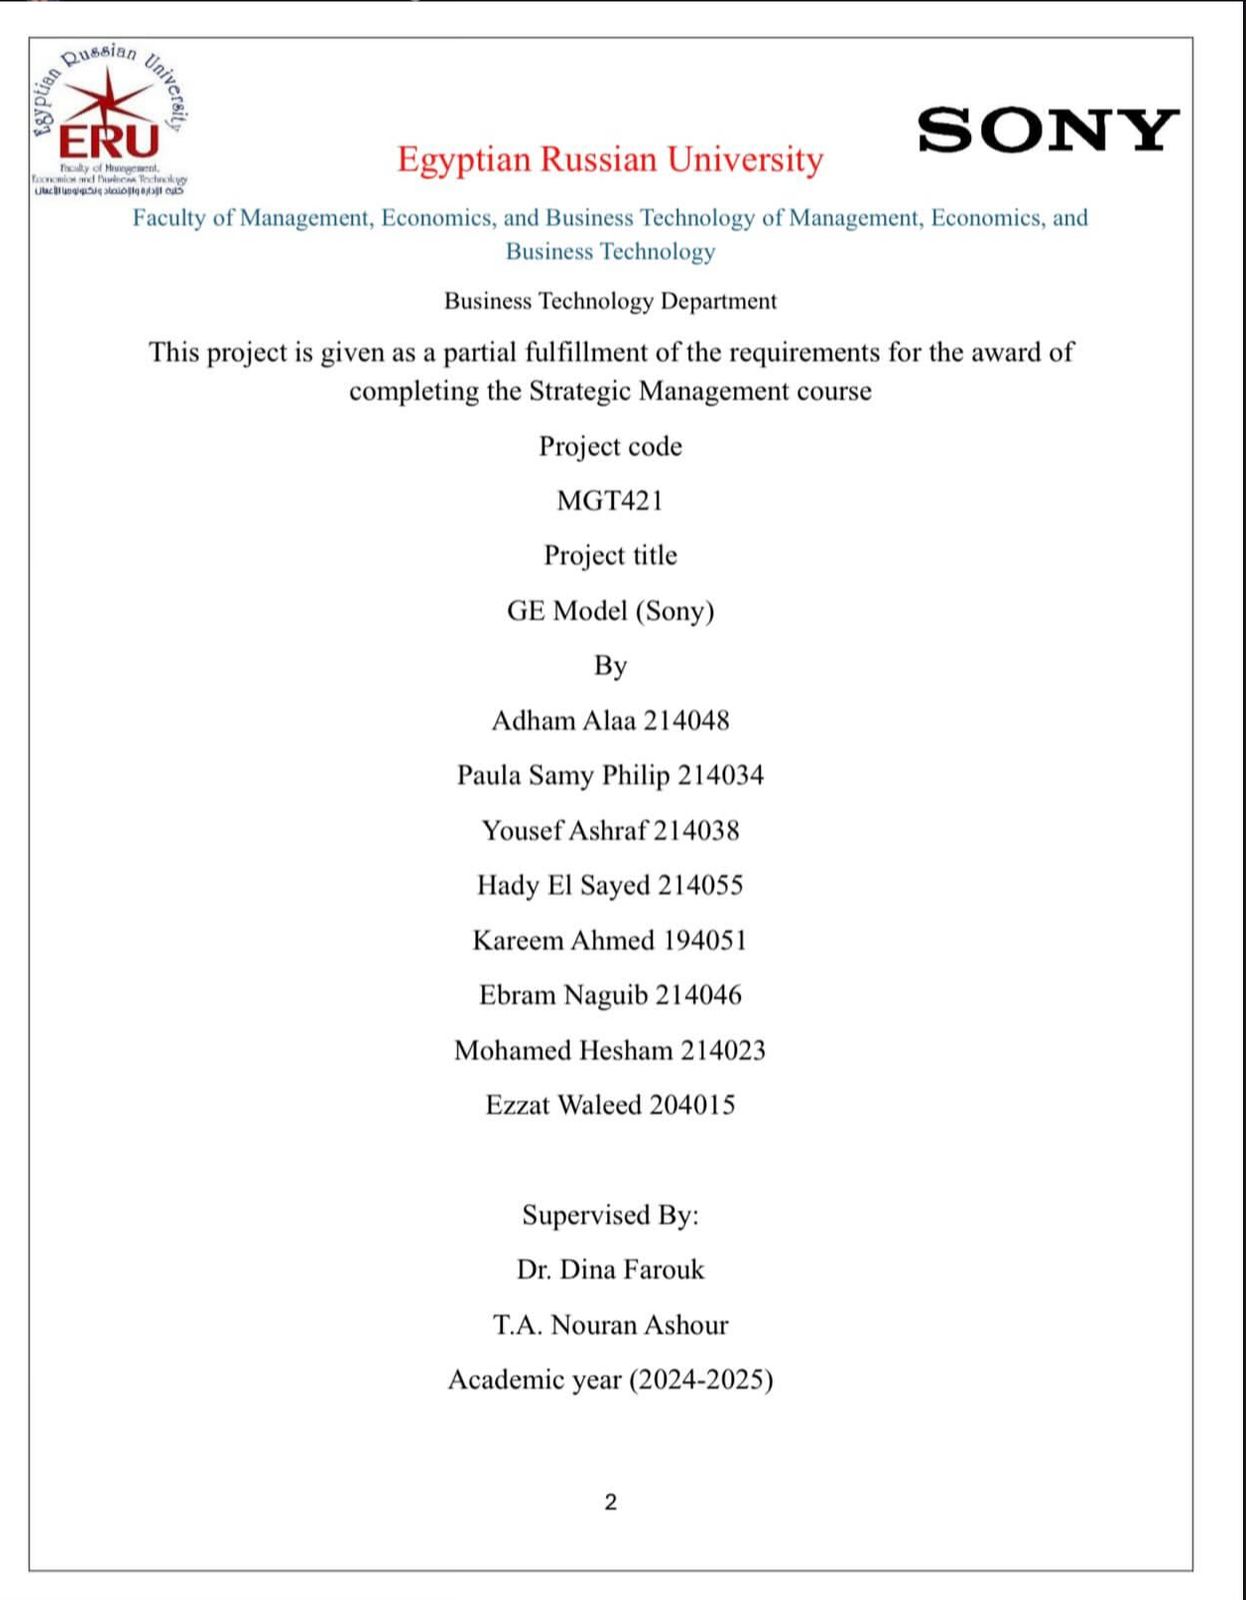 Egyptian Russian University
ERU
Faculty of Management,
Economics and Business Technology
SONY
Egyptian Russian University
Faculty of Management, Economics, and Business Technology of Management, Economics, and
Business Technology
Business Technology Department
This project is given as a partial fulfillment of the requirements for the award of
completing the Strategic Management course
Project code
MGT421
Project title
GE Model (Sony)
By
Adham Alaa 214048
Paula Samy Philip 214034
Yousef Ashraf 214038
Hady El Sayed 214055
Kareem Ahmed 194051
Ebram Naguib 214046
Mohamed Hesham 214023
Ezzat Waleed 204015
Supervised By:
Dr. Dina Farouk
T.A. Nouran Ashour
Academic year (2024-2025)
2